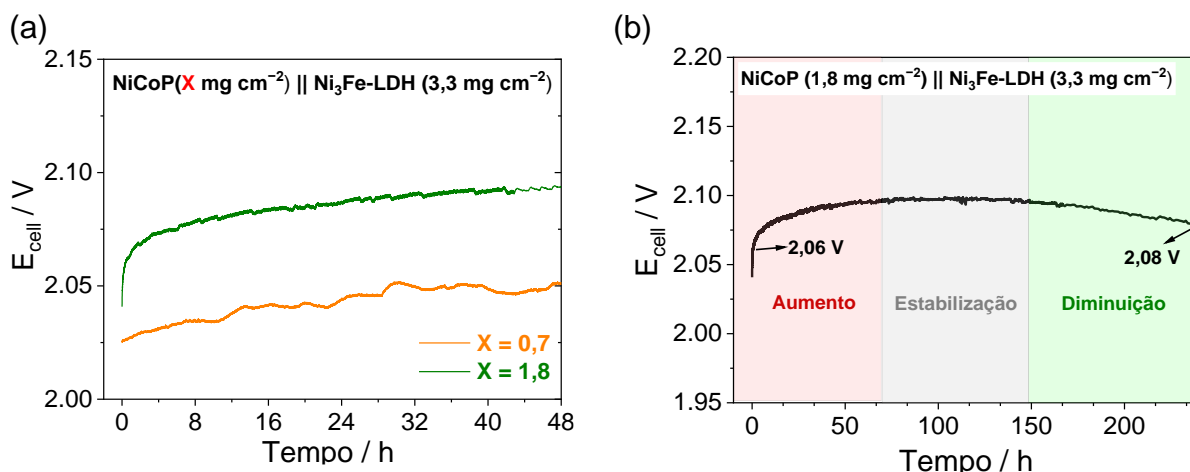 (a)
NiCoP(X mg cm⁻²) || Ni₃Fe-LDH (3,3 mg cm⁻²)
2.15
2.10
2.05
2.00
E_cell / V
X = 0,7
X = 1,8
0 8 16 24 32 40 48
Tempo / h
(b)
NiCoP (1,8 mg cm⁻²) || Ni₃Fe-LDH (3,3 mg cm⁻²)
2.20
2.15
2.10
2.05
2.00
1.95
E_cell / V
2,06 V
2,08 V
Aumento Estabilização Diminuição
0 50 100 150 200
Tempo / h